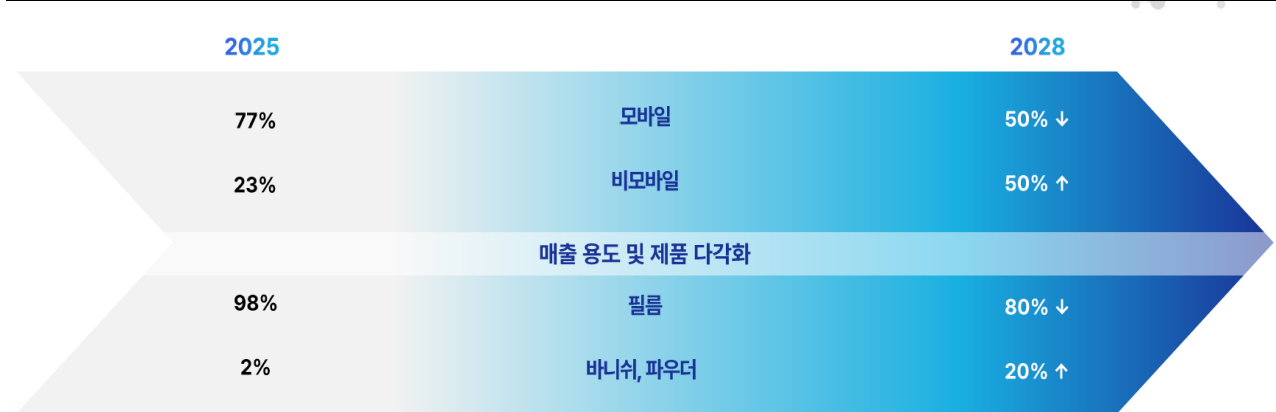 2025 2028
77% 모바일 50% ↓
23% 비모바일 50% ↑
매출 용도 및 제품 다각화
98% 필름 80% ↓
2% 바니쉬, 파우더 20% ↑